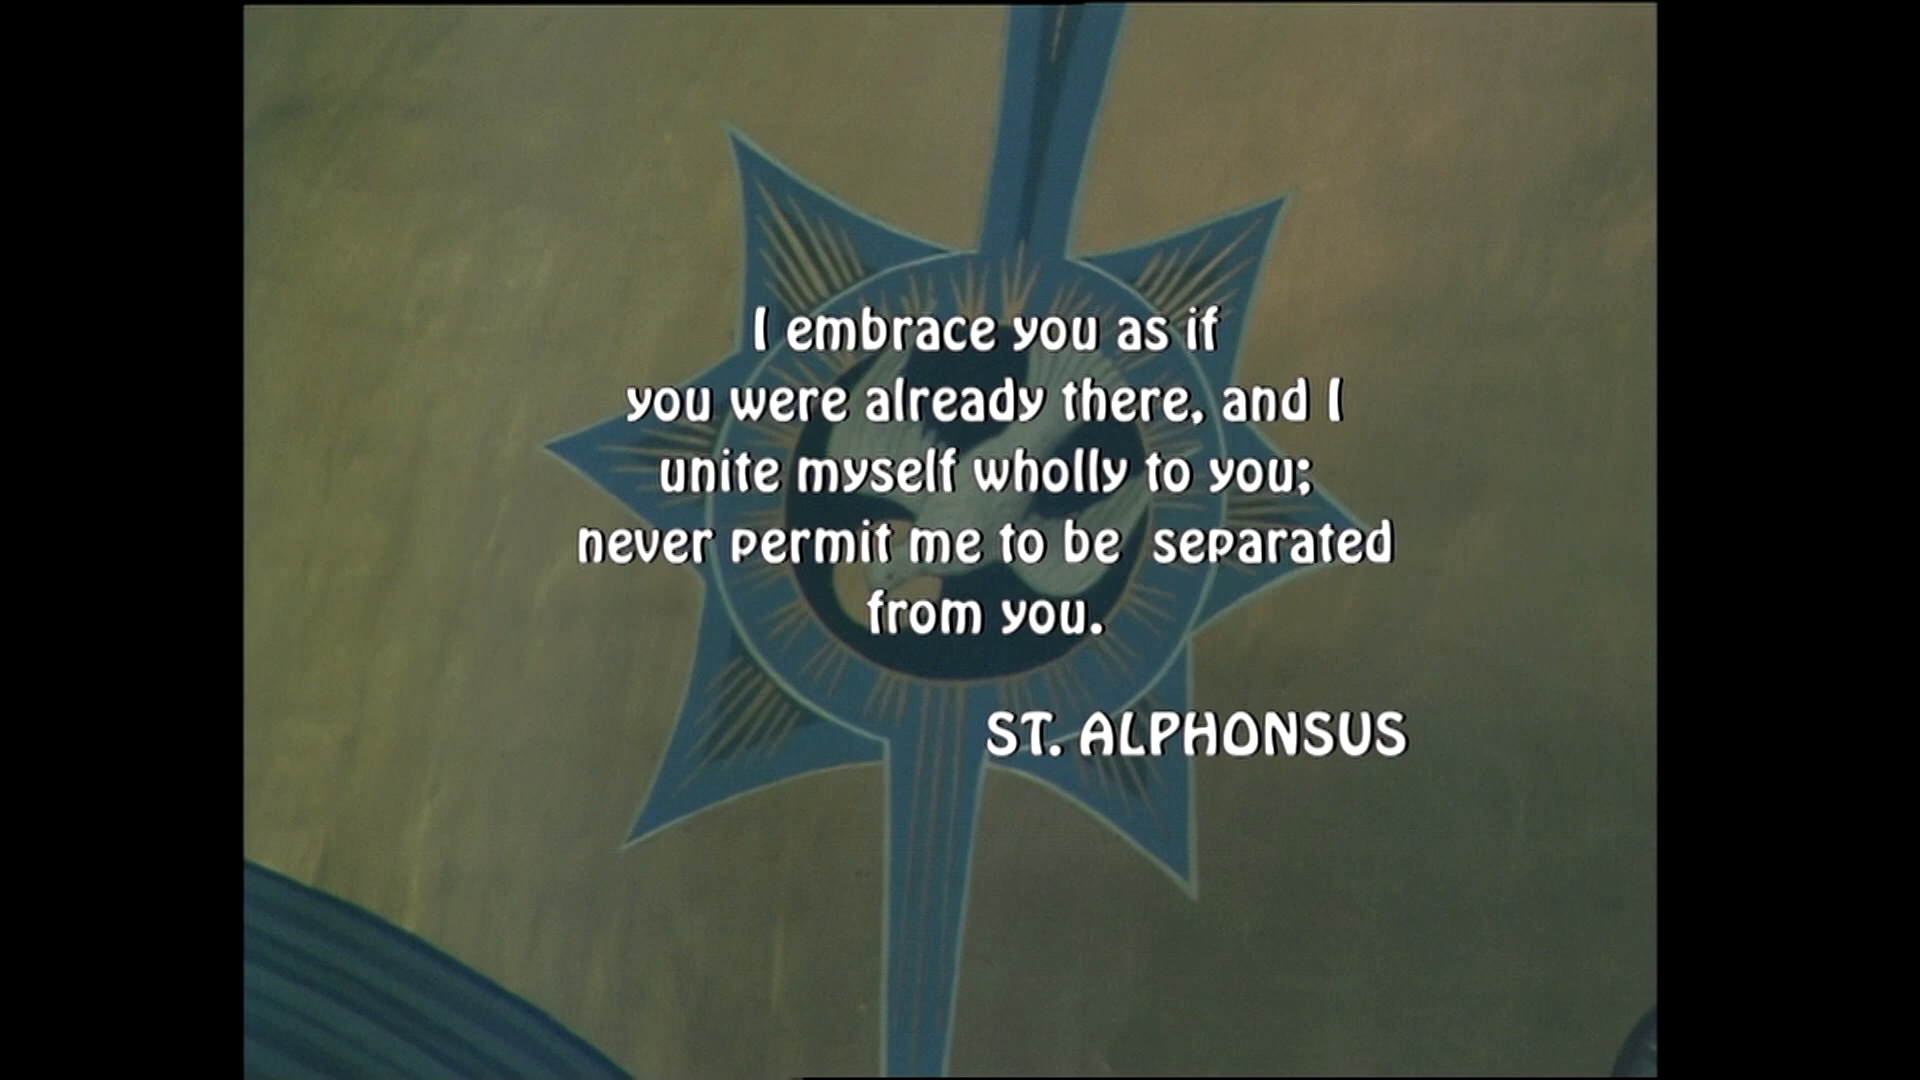 I embrace you as if
you were already there, and I
unite myself wholly to you;
never permit me to be separated
from you.
ST. ALPHONSUS